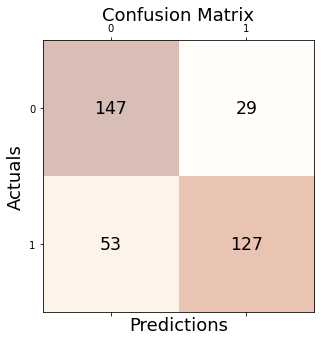 Confusion Matrix
0 1
0 147 29
Actuals
1 53 127
Predictions